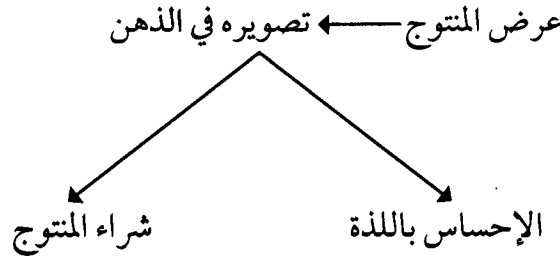 عرض المنتوج تصويره في الذهن
الإحساس باللذة شراء المنتوج